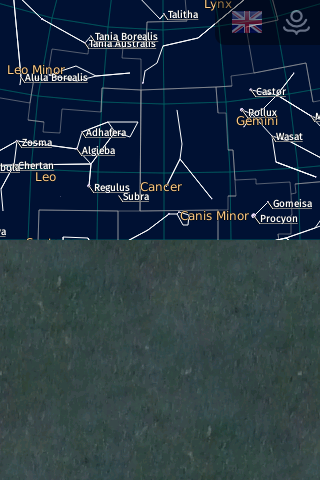 Lynx
Talitha
Tania Borealis
Tania Australis
Leo Minor
Alula Borealis
Castor
Pollux
Gemini
Adhafera
Wasat
Zosma
Algieba
Chertan
Leo
Regulus
Cancer
Subra
Gomeisa
Canis Minor
Procyon